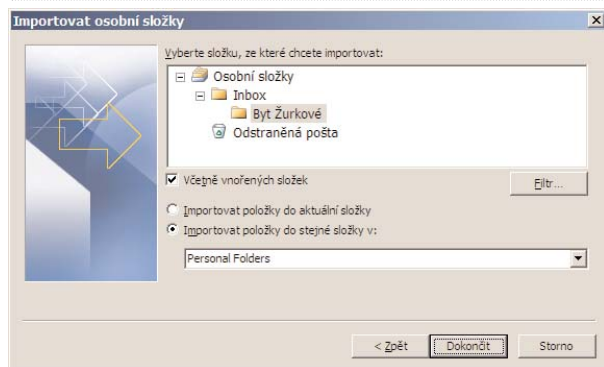 Importovat osobní složky
Vyberte složku, ze které chcete importovat:
Osobní složky
Inbox
Byt Žurkové
Odstraněná pošta
Včetně vnořených složek
Filtr...
Importovat položky do aktuální složky
Importovat položky do stejné složky v:
Personal Folders
< Zpět
Dokončit
Storno